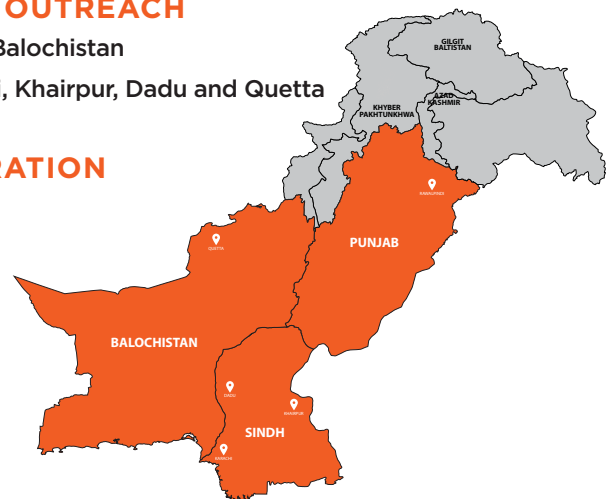 OUTREACH
Balochistan
i, Khairpur, Dadu and Quetta
RATION
GILGIT
BALTISTAN
AZAD
KASHMIR
KHYBER
PAKHTUNKHWA
PUNJAB
QUETTA
BALOCHISTAN
DADU
KHAIRPUR
SINDH
KARACHI